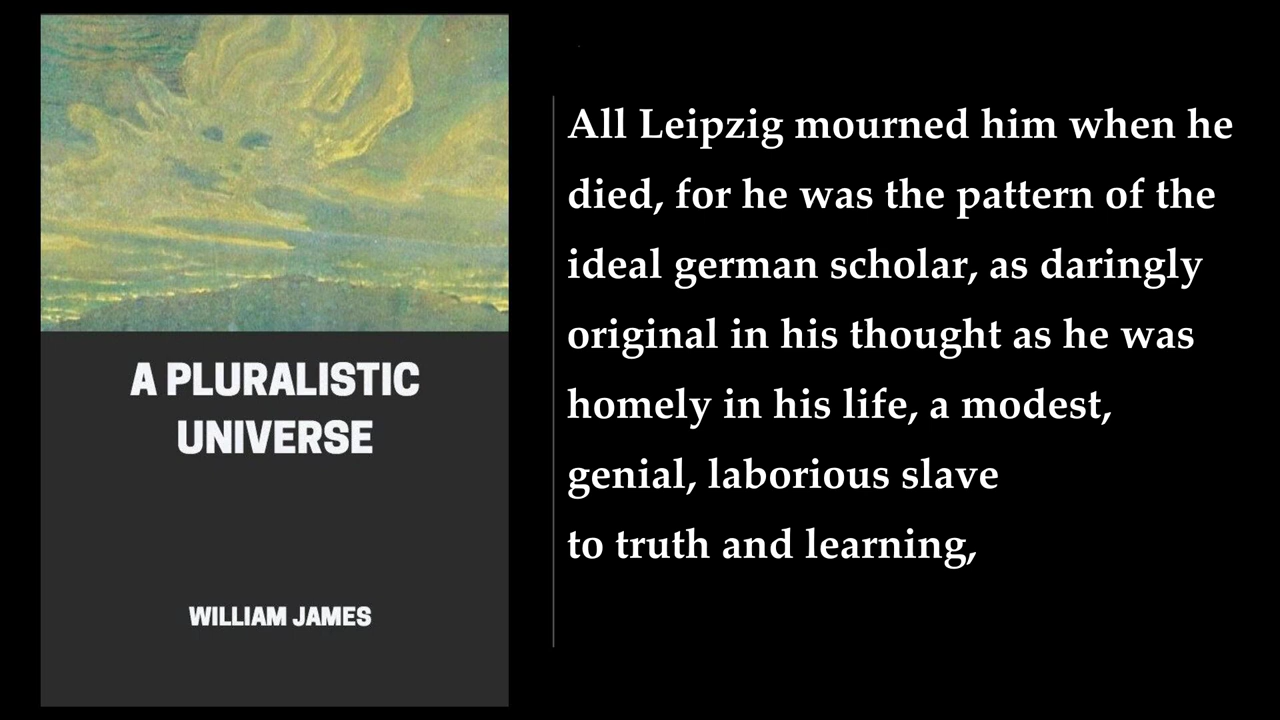 A PLURALISTIC
UNIVERSE
WILLIAM JAMES
All Leipzig mourned him when he
died, for he was the pattern of the
ideal german scholar, as daringly
original in his thought as he was
homely in his life, a modest,
genial, laborious slave
to truth and learning,